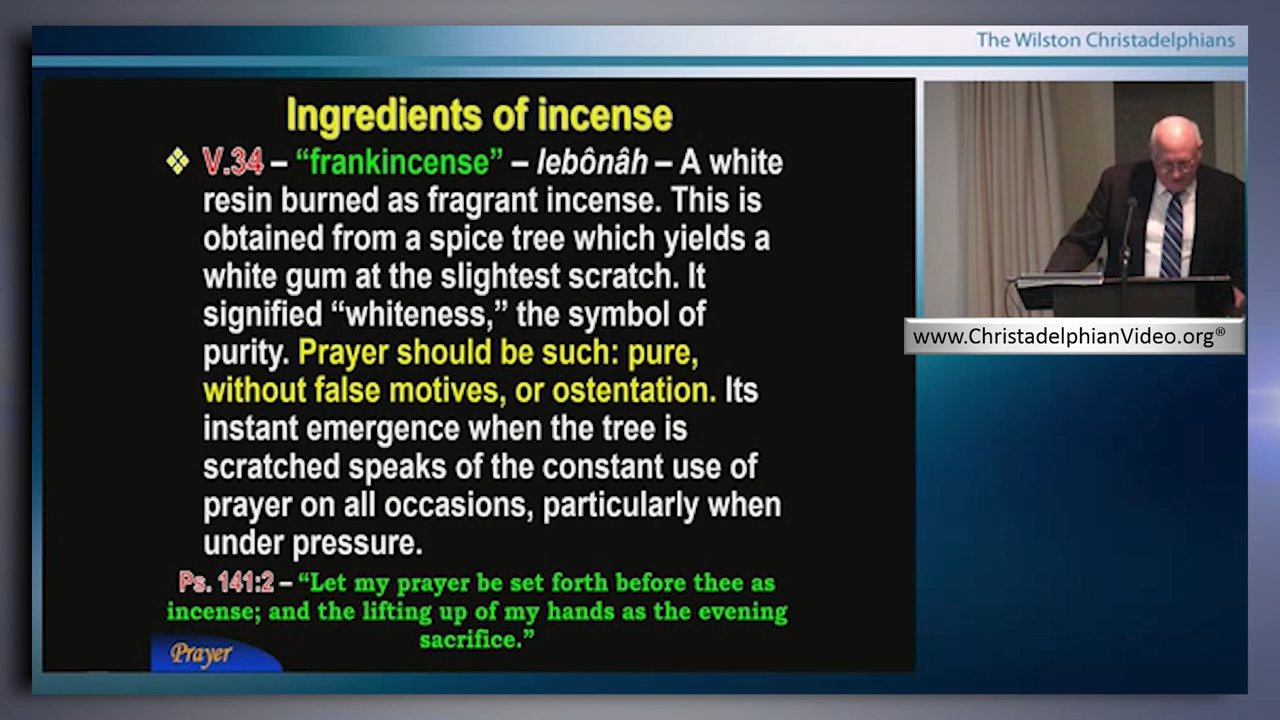 The Wilston Christadelphians
Ingredients of incense
V.34 – “frankincense” – lebônâh – A white
resin burned as fragrant incense. This is
obtained from a spice tree which yields a
white gum at the slightest scratch. It
signified “whiteness,” the symbol of
purity. Prayer should be such: pure,
without false motives, or ostentation. Its
instant emergence when the tree is
scratched speaks of the constant use of
prayer on all occasions, particularly when
under pressure.
Ps. 141:2 – “Let my prayer be set forth before thee as
incense; and the lifting up of my hands as the evening
sacrifice.”
Prayer
www.ChristadelphianVideo.org®